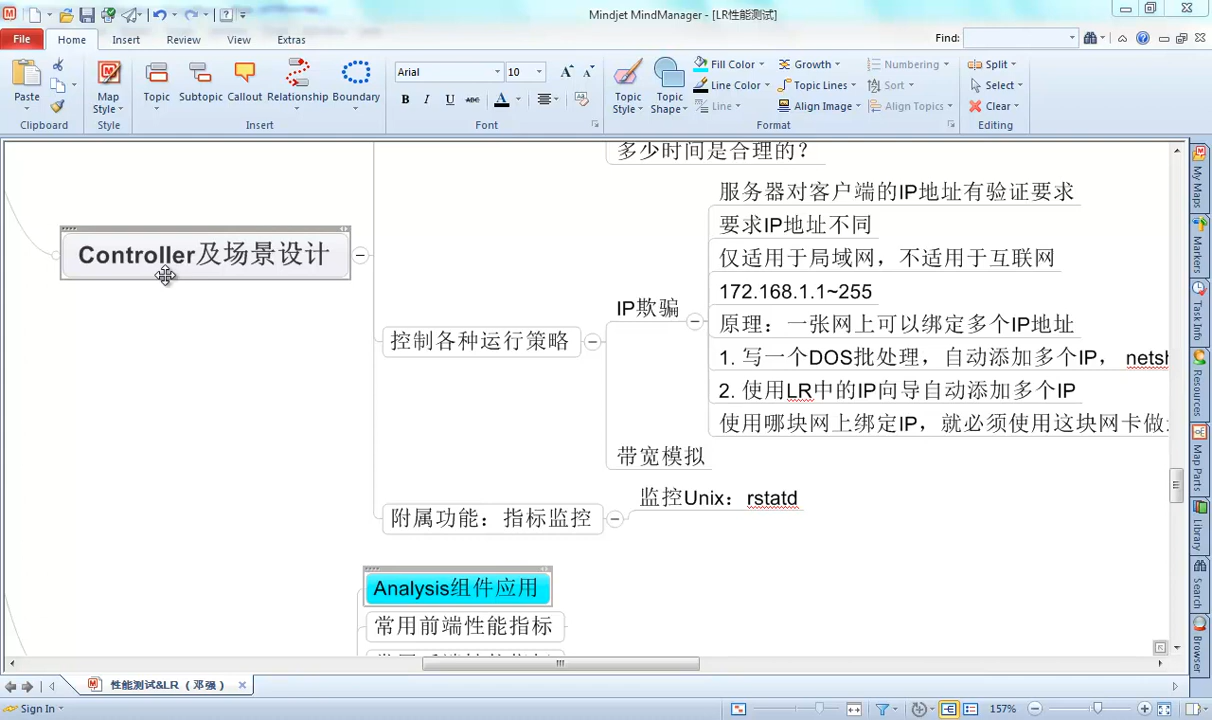 Mindjet MindManager - [LR性能测试]
File Home Insert Review View Extras
Find:
Paste
Map Style
Topic Subtopic Callout Relationship Boundary
Arial 10
B I U abc A
Topic Style
Topic Shape
Fill Color Growth Numbering
Line Color Topic Lines Sort
Line Align Image Align Topics
Split
Select
Clear
Clipboard Style Insert Font Format Editing
多少时间是合理的?
服务器对客户端的IP地址有验证要求
要求IP地址不同
Controller及场景设计
仅适用于局域网，不适用于互联网
172.168.1.1~255
IP欺骗
原理：一张网上可以绑定多个IP地址
控制各种运行策略
1. 写一个DOS批处理，自动添加多个IP， netsh
2. 使用LR中的IP向导自动添加多个IP
使用哪块网上绑定IP，就必须使用这块网卡做
带宽模拟
监控Unix：rstatd
附属功能：指标监控
Analysis组件应用
常用前端性能指标
My Maps
Markers
Task Info
Resources
Map Parts
Library
Search
Browser
性能测试&LR（邓强）
Sign In
157%